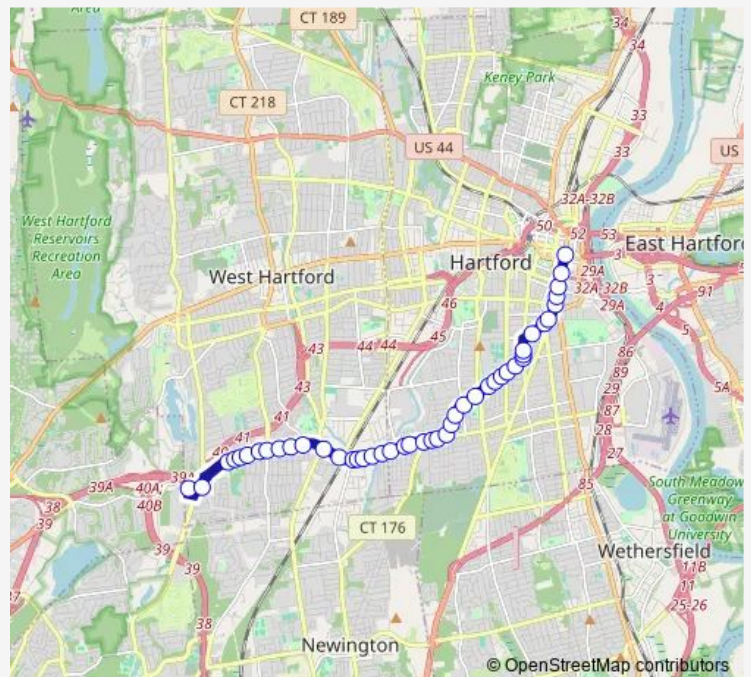 Area
CT 189
34
34
Keney Park
CT 218
33
US 44
33
US
32A-32B
West Hartford
Reservoirs
Recreation
Area
50
52
53
East Hartford
3
Hartford
West Hartford
29A
32A-32B
29A
3
91
4
4
5
46
45
43
44 44
43
86
89
29
87
28
5A
41
41
40
27
39A
39A
40A;
40B
38
39
85
South Meadow
Greenway
at Goodwin
University
CT 176
39
39
Wethersfield
11B
11
25-26
37
38
Newington
© OpenStreetMap contributors